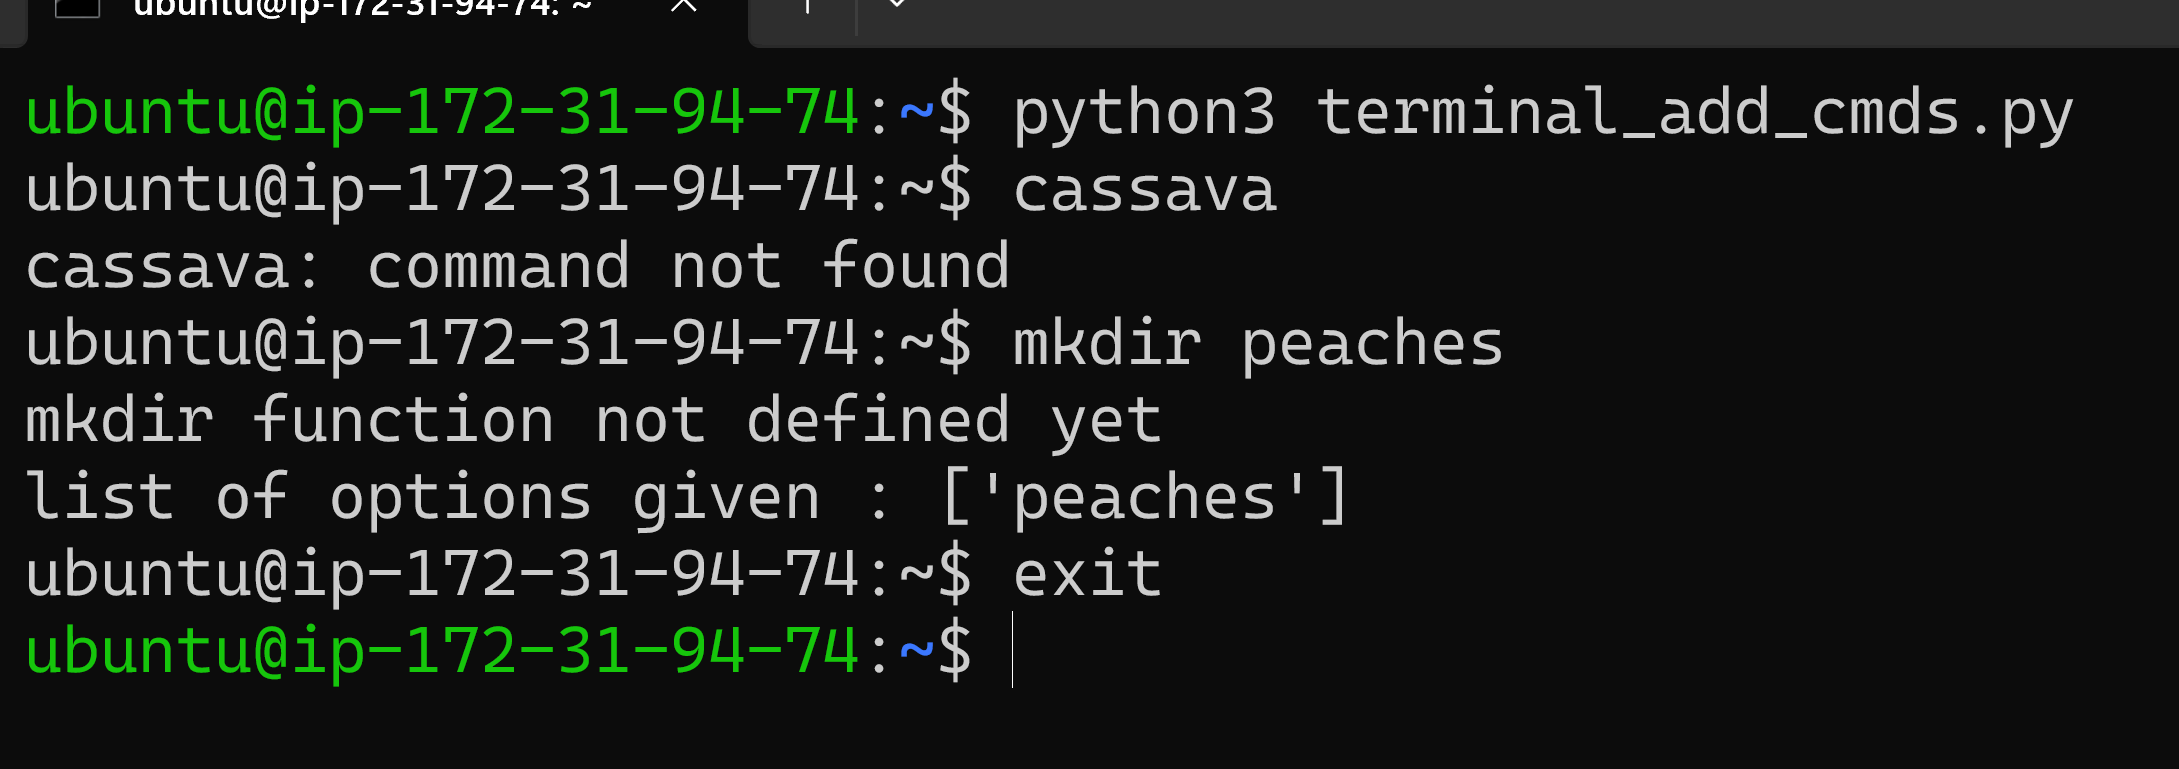 ubuntu@ip-172-31-94-74: ~
ubuntu@ip-172-31-94-74:~$ python3 terminal_add_cmds.py
ubuntu@ip-172-31-94-74:~$ cassava
cassava: command not found
ubuntu@ip-172-31-94-74:~$ mkdir peaches
mkdir function not defined yet
list of options given : ['peaches']
ubuntu@ip-172-31-94-74:~$ exit
ubuntu@ip-172-31-94-74:~$